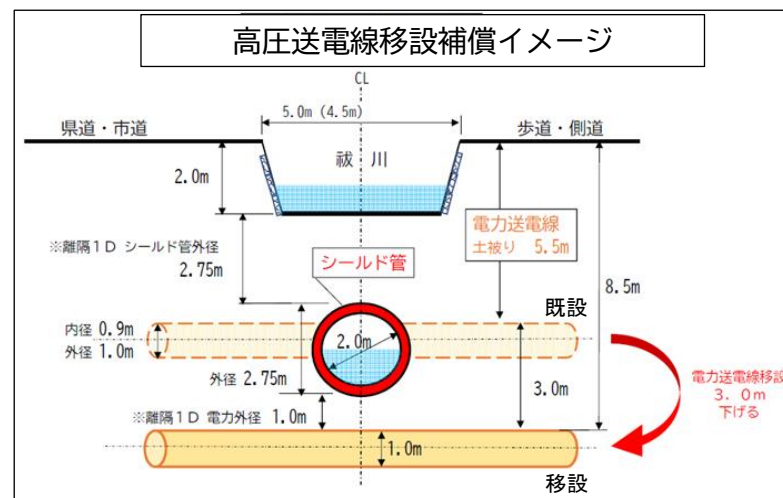 高圧送電線移設補償イメージ
CL
5.0m (4.5m)
県道・市道
歩道・側道
祓川
2.0m
電力送電線
土被り 5.5m
※離隔1D シールド管外径
2.75m
シールド管
8.5m
既設
内径 0.9m
外径 1.0m
2.0m
外径 2.75m
3.0m
電力送電線移設
3.0m
下げる
※離隔1D 電力外径 1.0m
1.0m
移設